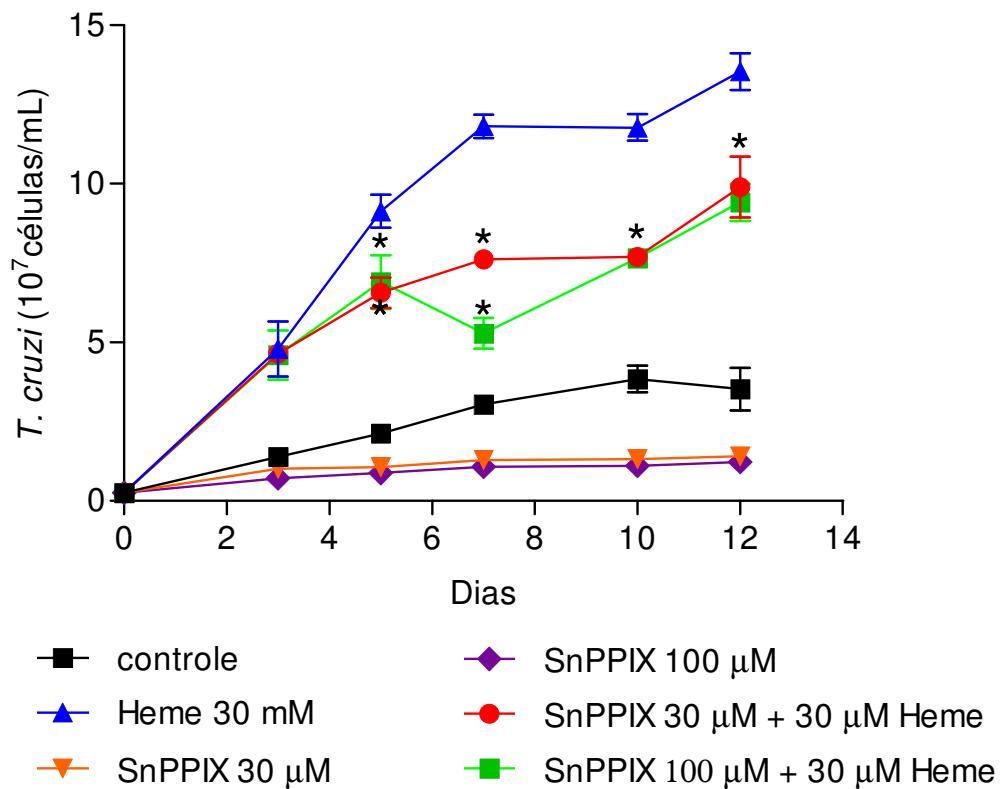 15
10
5
0
T. cruzi (10⁷células/mL)
*
*
*
*
*
*
0 2 4 6 8 10 12 14
Dias
controle
Heme 30 mM
SnPPIX 30 μM
SnPPIX 100 μM
SnPPIX 30 μM + 30 μM Heme
SnPPIX 100 μM + 30 μM Heme